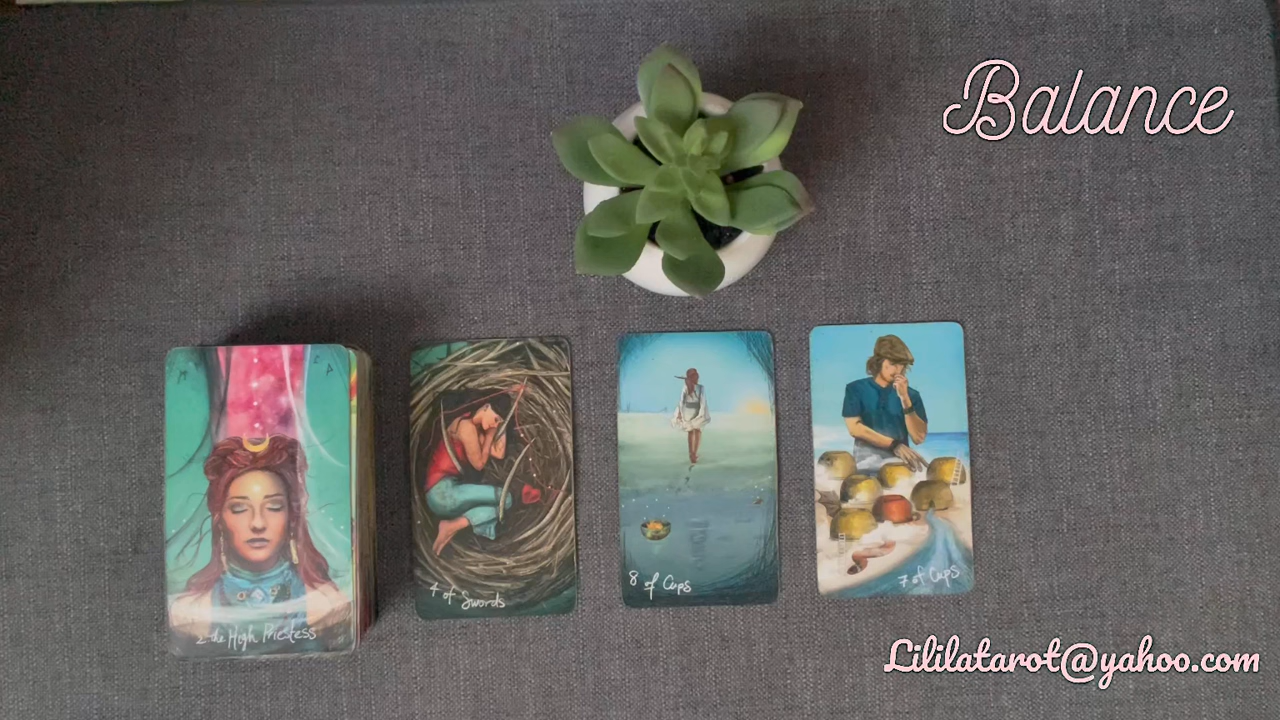 Balance
2-the High Priestess
4 of Swords
8 of Cups
7 of Cups
Lililatarot@yahoo.com